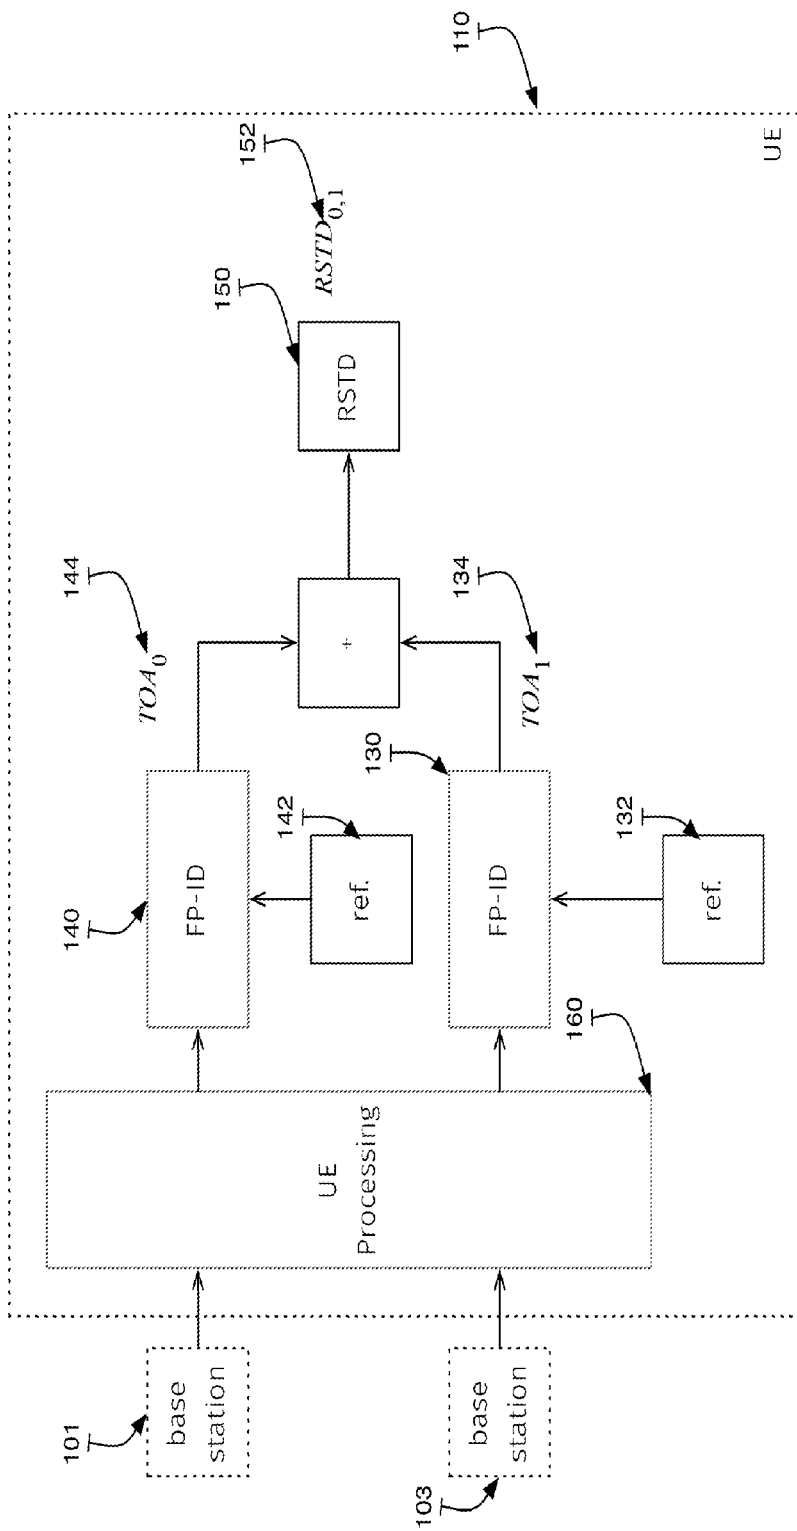 101
base
station
103
base
station
UE
Processing
160
140
FP-ID
142
ref.
130
FP-ID
132
ref.
144
TOA0
134
TOA1
+
150
RSTD
152
RSTD0,1
110
UE